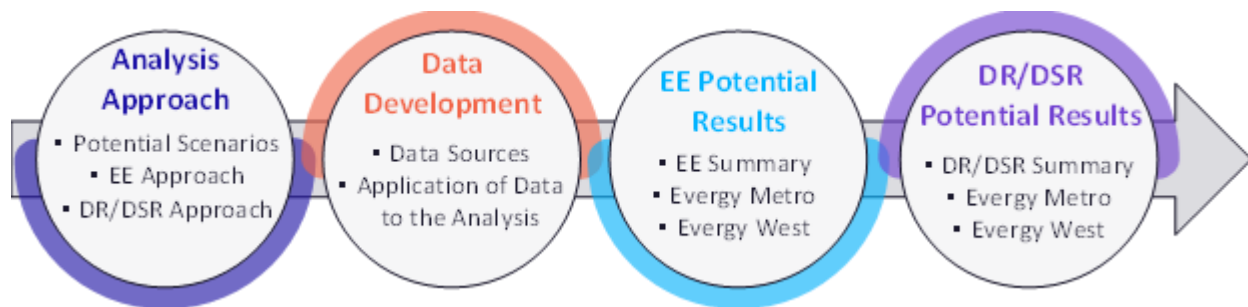 Analysis
Approach
▪ Potential Scenarios
▪ EE Approach
▪ DR/DSR Approach
Data
Development
▪ Data Sources
▪ Application of Data
to the Analysis
EE Potential
Results
▪ EE Summary
▪ Evergy Metro
▪ Evergy West
DR/DSR
Potential Results
▪ DR/DSR Summary
▪ Evergy Metro
▪ Evergy West